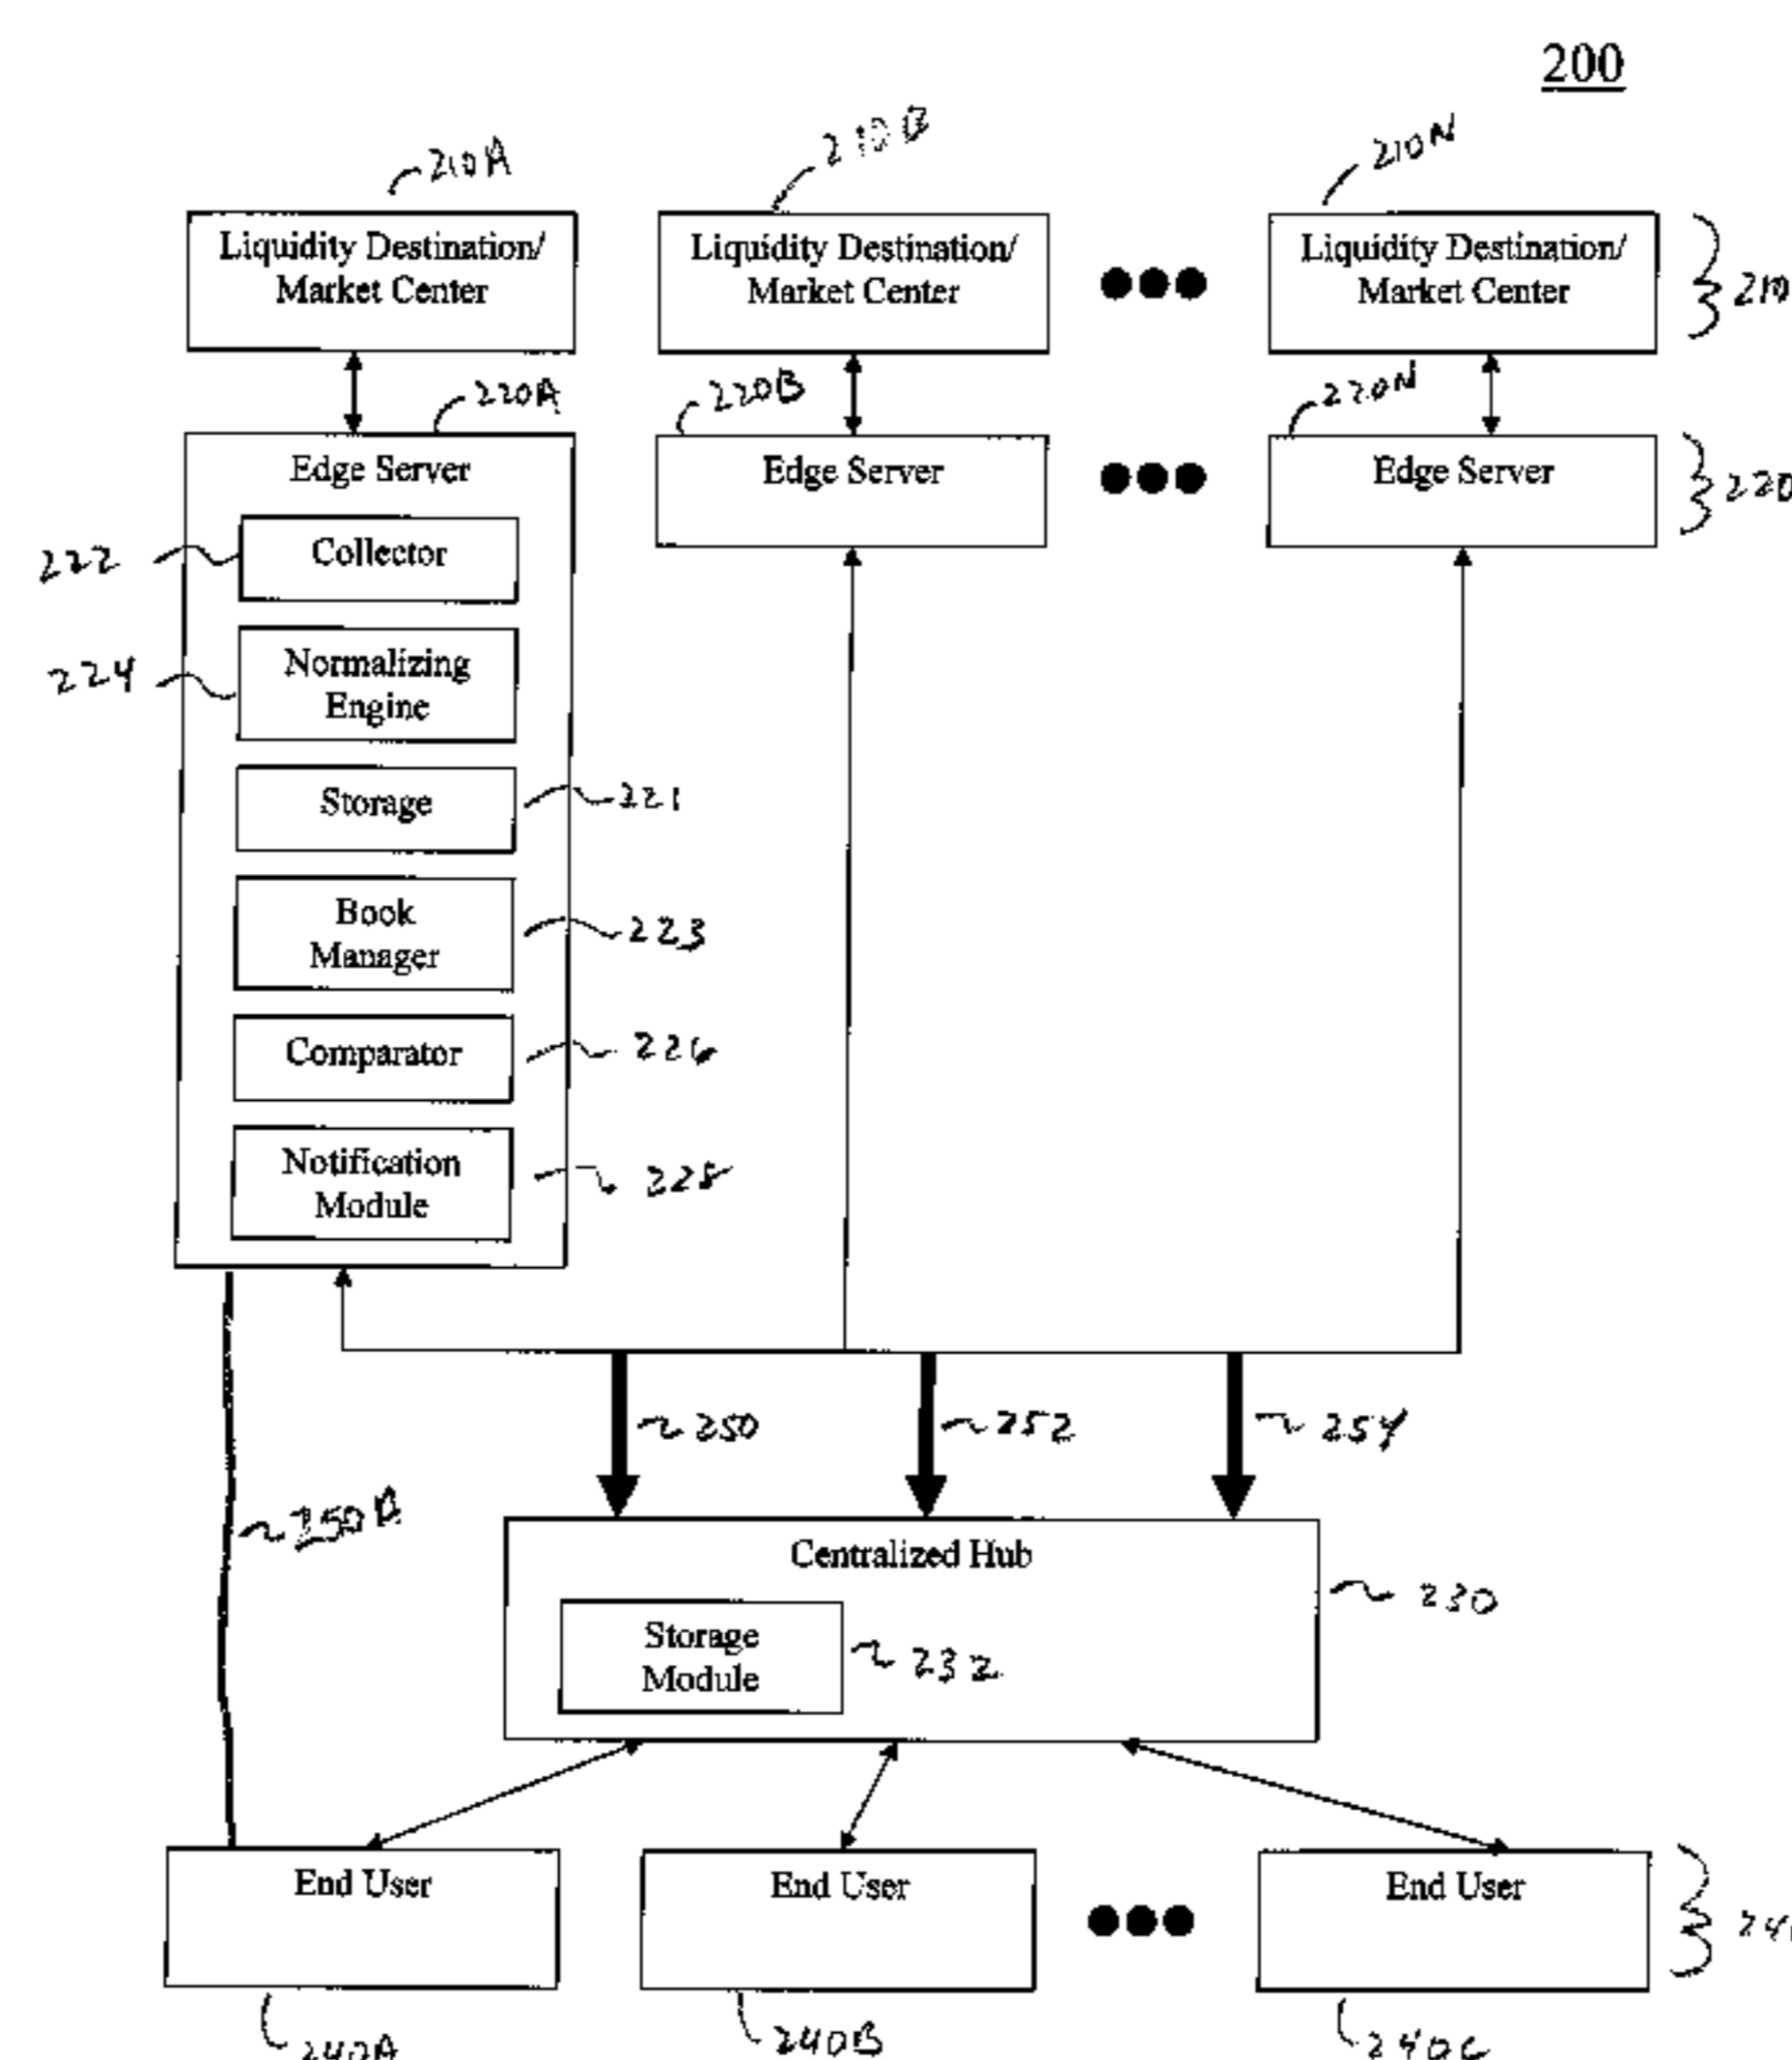 200
210A
210B
210N
Liquidity Destination/
Market Center
Liquidity Destination/
Market Center
Liquidity Destination/
Market Center
210
220A
220B
220N
Edge Server
Edge Server
Edge Server
220
222
Collector
224
Normalizing
Engine
Storage
221
Book
Manager
223
Comparator
226
Notification
Module
250
252
254
Centralized Hub
230
Storage
Module
232
End User
End User
End User
240A
240B
240C